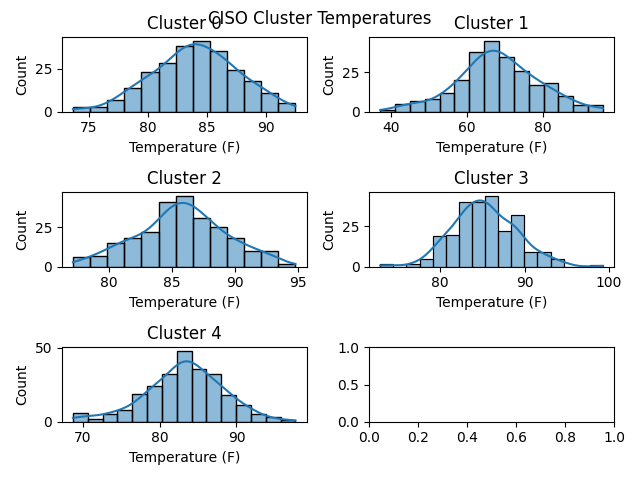 CISO Cluster Temperatures
Cluster 0
Count
25
0
75 80 85 90
Temperature (F)
Cluster 1
Count
25
0
40 60 80
Temperature (F)
Cluster 2
Count
25
0
80 85 90 95
Temperature (F)
Cluster 3
Count
25
0
80 90 100
Temperature (F)
Cluster 4
Count
50
0
70 80 90
Temperature (F)
1.0
0.5
0.0
0.0 0.2 0.4 0.6 0.8 1.0